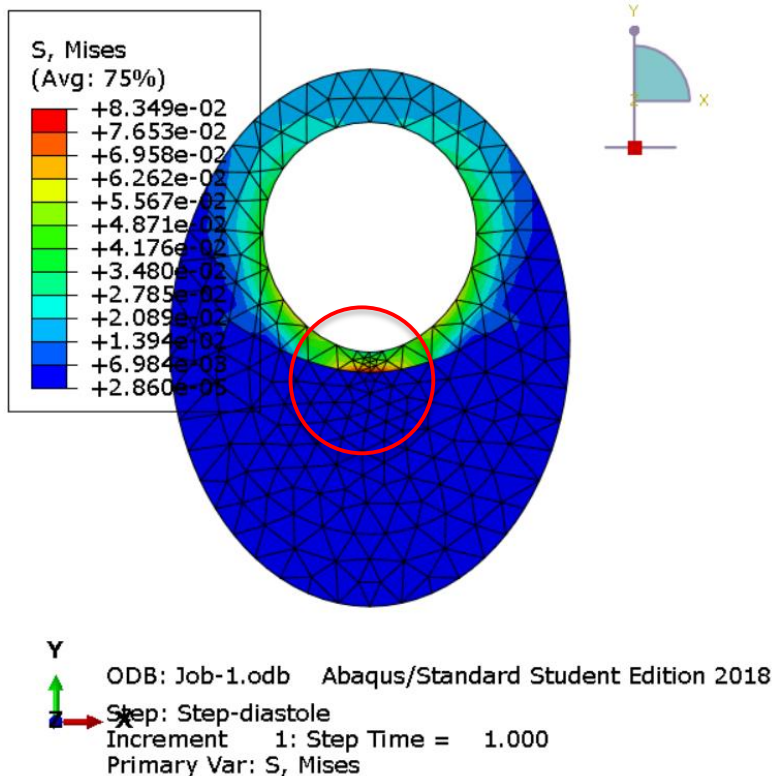 S, Mises
(Avg: 75%)
+8.349e-02
+7.653e-02
+6.958e-02
+6.262e-02
+5.567e-02
+4.871e-02
+4.176e-02
+3.480e-02
+2.785e-02
+2.089e-02
+1.394e-02
+6.984e-03
+2.860e-05
Y
Z
X
Y
Z
X
ODB: Job-1.odb Abaqus/Standard Student Edition 2018
Step: Step-diastole
Increment 1: Step Time = 1.000
Primary Var: S, Mises